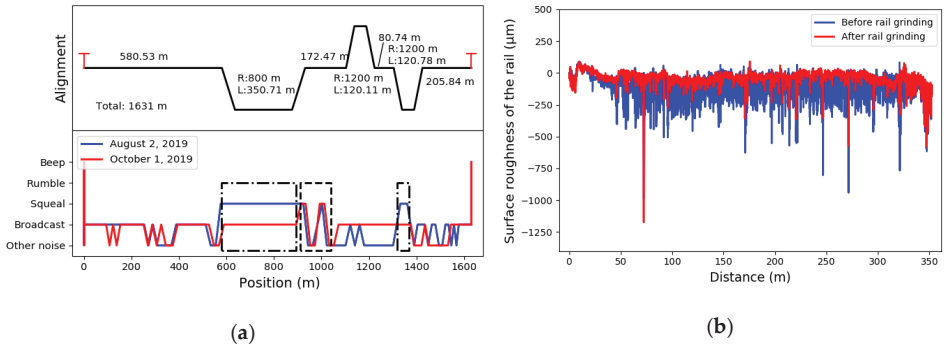 580.53 m
172.47 m
80.74 m
R:1200 m
L:120.78 m
R:800 m
L:350.71 m
R:1200 m
L:120.11 m
205.84 m
Total: 1631 m
Alignment
August 2, 2019
October 1, 2019
Beep
Rumble
Squeal
Broadcast
Other noise
0 200 400 600 800 1000 1200 1400 1600
Position (m)
(a)
500
250
0
−250
−500
−750
−1000
−1250
Surface roughness of the rail (μm)
Before rail grinding
After rail grinding
0 50 100 150 200 250 300 350
Distance (m)
(b)